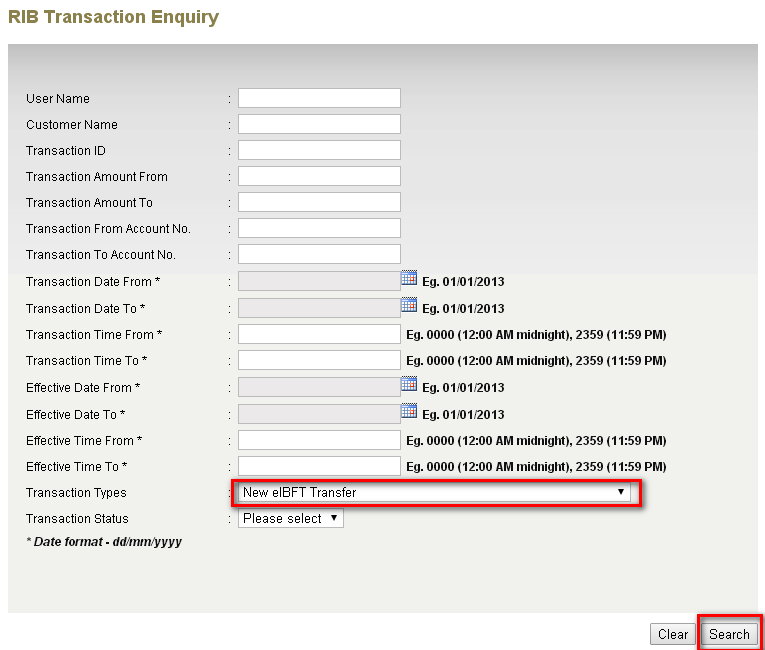 RIB Transaction Enquiry
User Name :
Customer Name :
Transaction ID :
Transaction Amount From :
Transaction Amount To :
Transaction From Account No. :
Transaction To Account No. :
Transaction Date From * : Eg. 01/01/2013
Transaction Date To * : Eg. 01/01/2013
Transaction Time From * : Eg. 0000 (12:00 AM midnight), 2359 (11:59 PM)
Transaction Time To * : Eg. 0000 (12:00 AM midnight), 2359 (11:59 PM)
Effective Date From * : Eg. 01/01/2013
Effective Date To * : Eg. 01/01/2013
Effective Time From * : Eg. 0000 (12:00 AM midnight), 2359 (11:59 PM)
Effective Time To * : Eg. 0000 (12:00 AM midnight), 2359 (11:59 PM)
Transaction Types : New eIBFT Transfer
Transaction Status : Please select
* Date format - dd/mm/yyyy
Clear Search